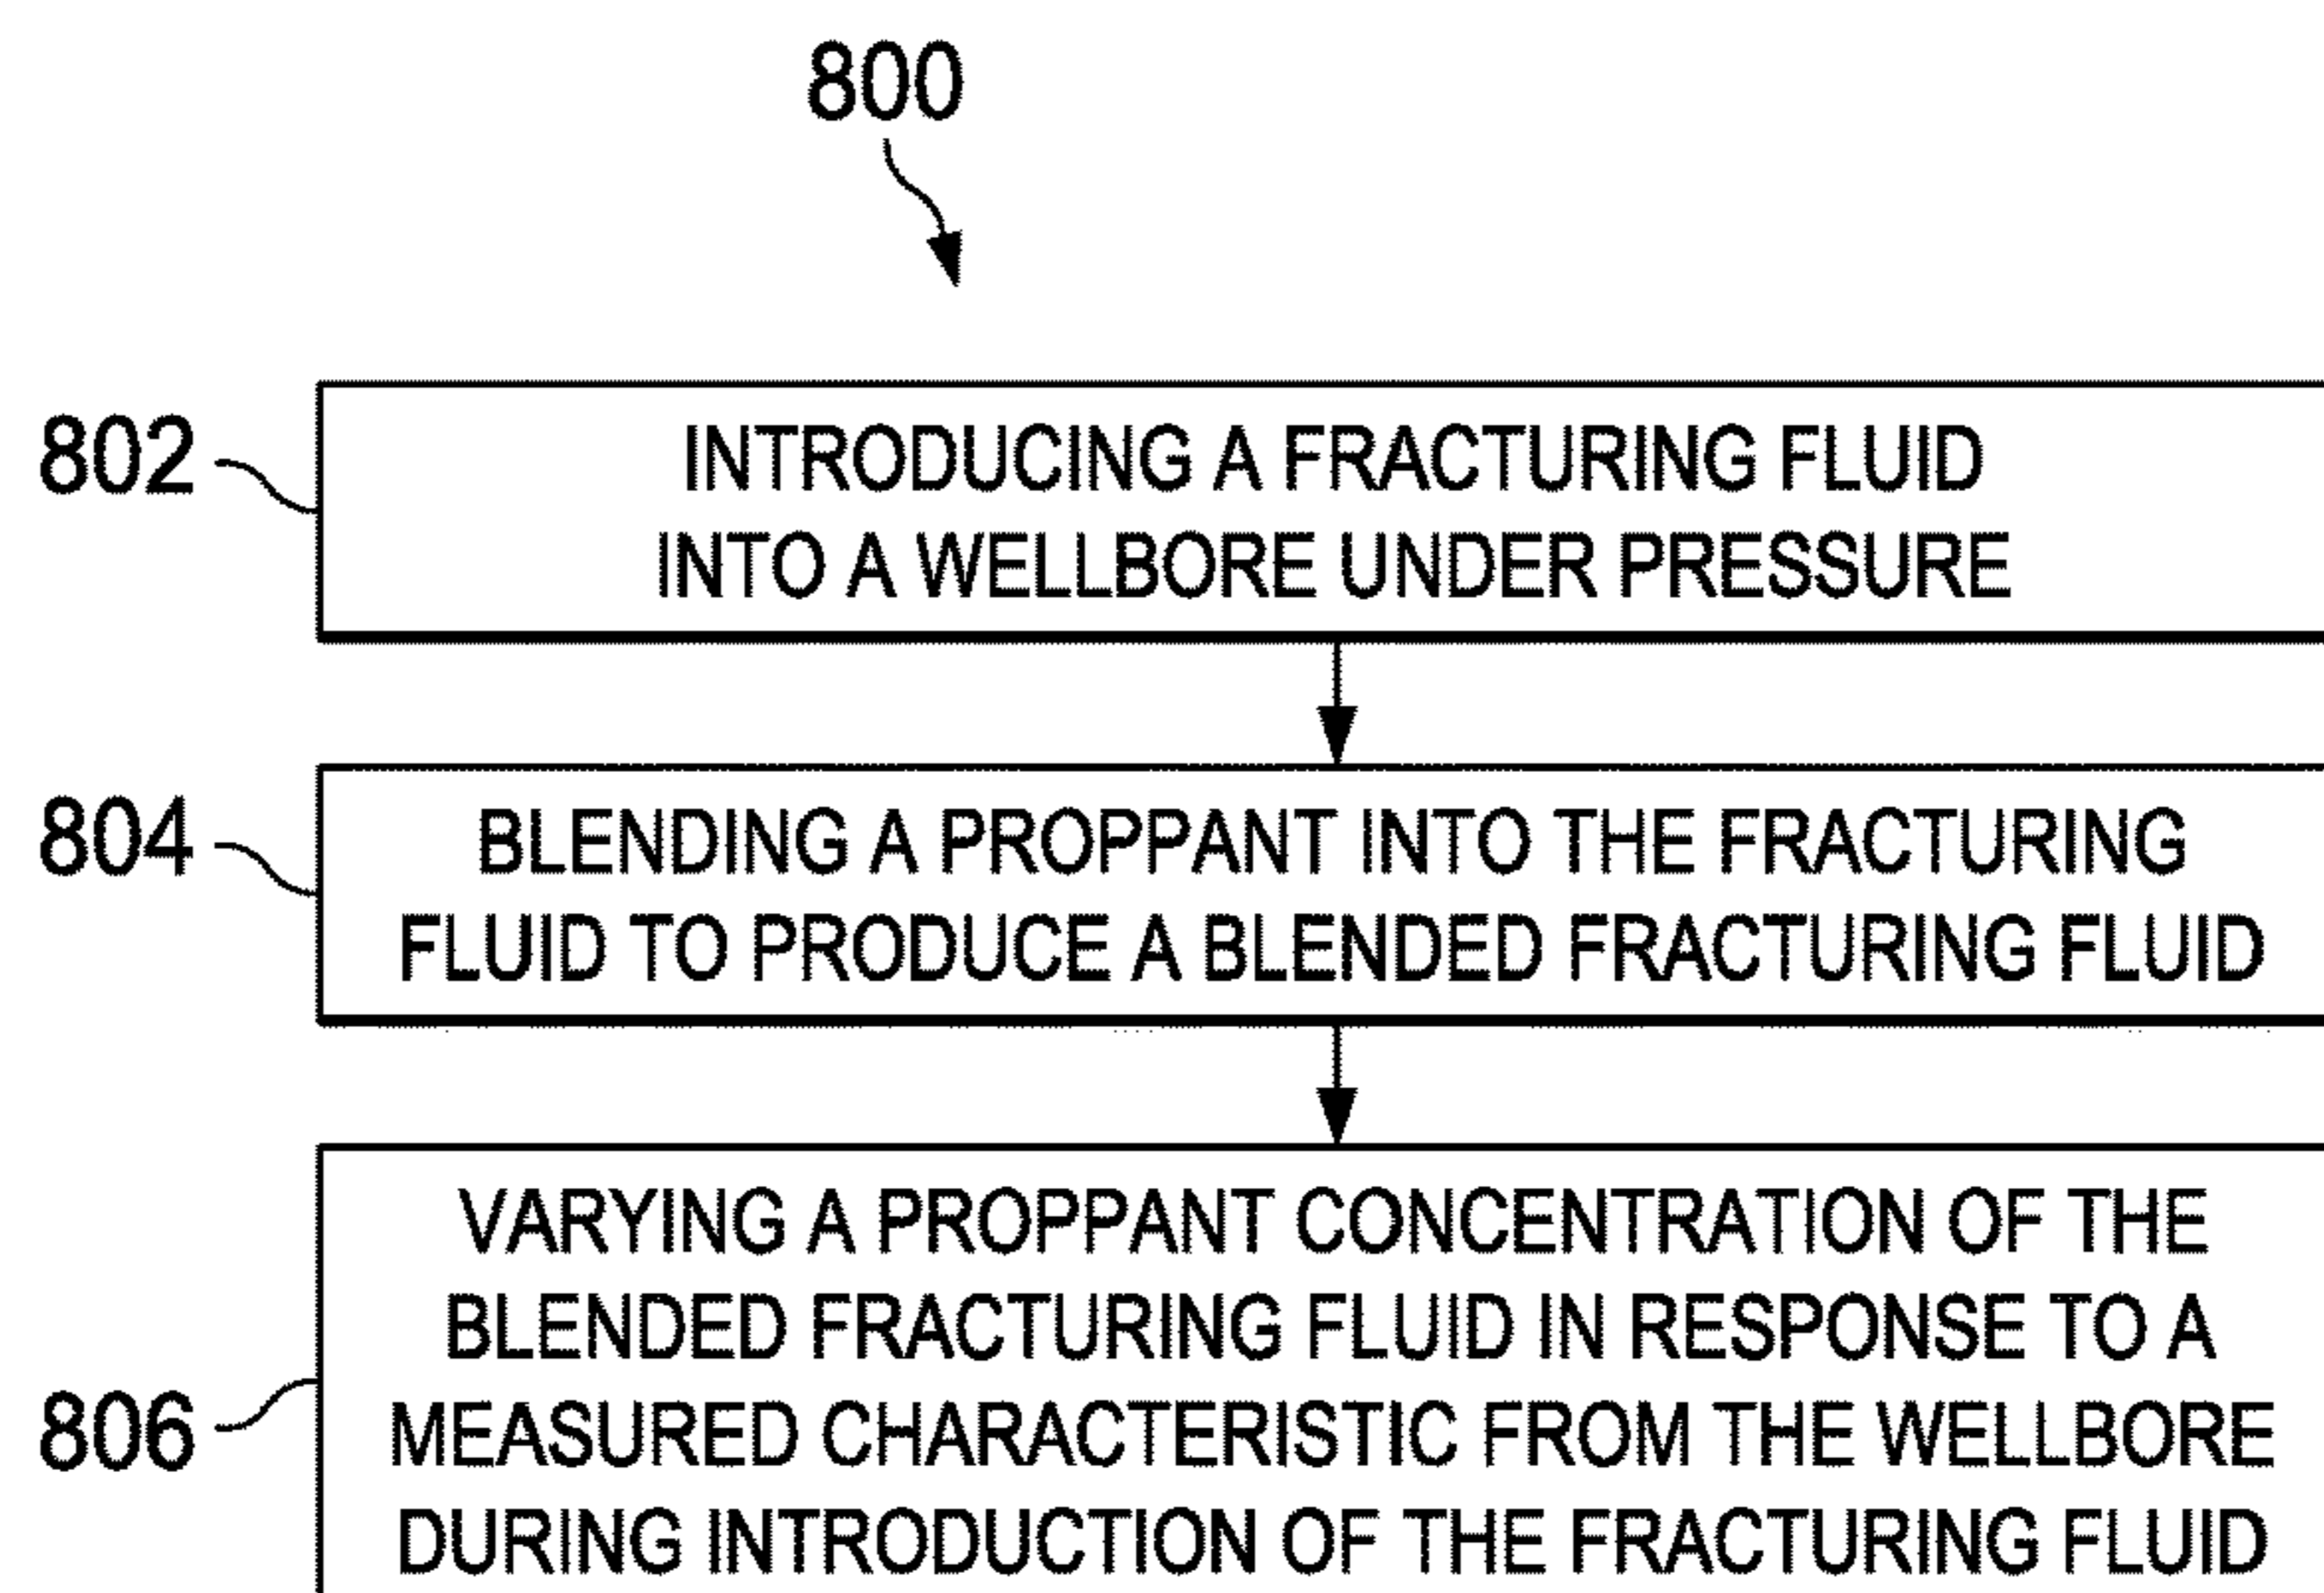 800
802
INTRODUCING A FRACTURING FLUID
INTO A WELLBORE UNDER PRESSURE
804
BLENDING A PROPPANT INTO THE FRACTURING
FLUID TO PRODUCE A BLENDED FRACTURING FLUID
806
VARYING A PROPPANT CONCENTRATION OF THE
BLENDED FRACTURING FLUID IN RESPONSE TO A
MEASURED CHARACTERISTIC FROM THE WELLBORE
DURING INTRODUCTION OF THE FRACTURING FLUID